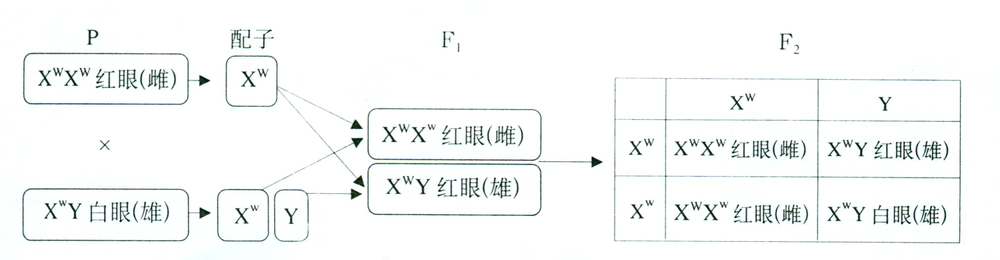 P 配子 F₁ F₂
XᵂXᵂ 红眼(雌) Xᵂ
× XᵂXʷ 红眼(雌)
XᵂY 红眼(雄)
XʷY 白眼(雄) Xʷ Y
Xᵂ Y
Xᵂ XᵂXᵂ 红眼(雌) XᵂY 红眼(雄)
Xʷ XᵂXʷ 红眼(雌) XʷY 白眼(雄)